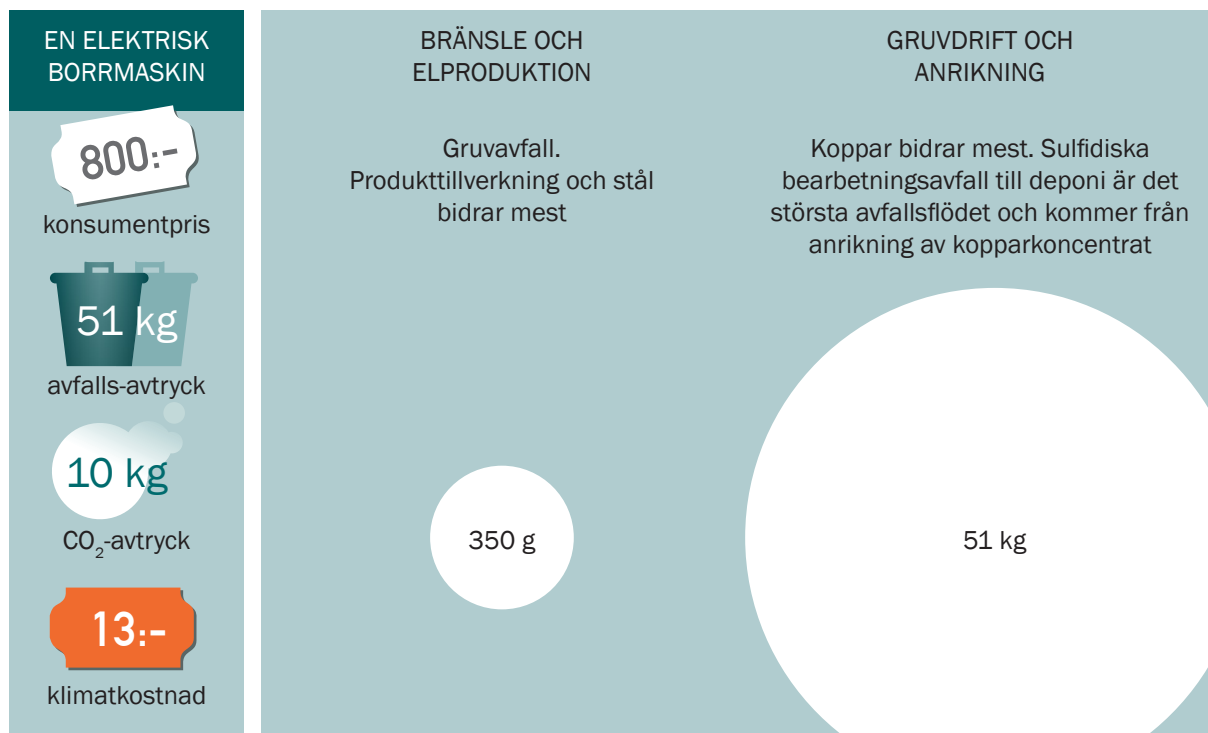 EN ELEKTRISK
BORRMASKIN
800:-
konsumentpris
51 kg
avfalls-avtryck
10 kg
CO₂-avtryck
13:-
klimatkostnad
BRÄNSLE OCH
ELPRODUKTION
Gruvavfall.
Produkttillverkning och stål
bidrar mest
350 g
GRUVDRIFT OCH
ANRIKNING
Koppar bidrar mest. Sulfidiska
bearbetningsavfall till deponi är det
största avfallsflödet och kommer från
anrikning av kopparkoncentrat
51 kg